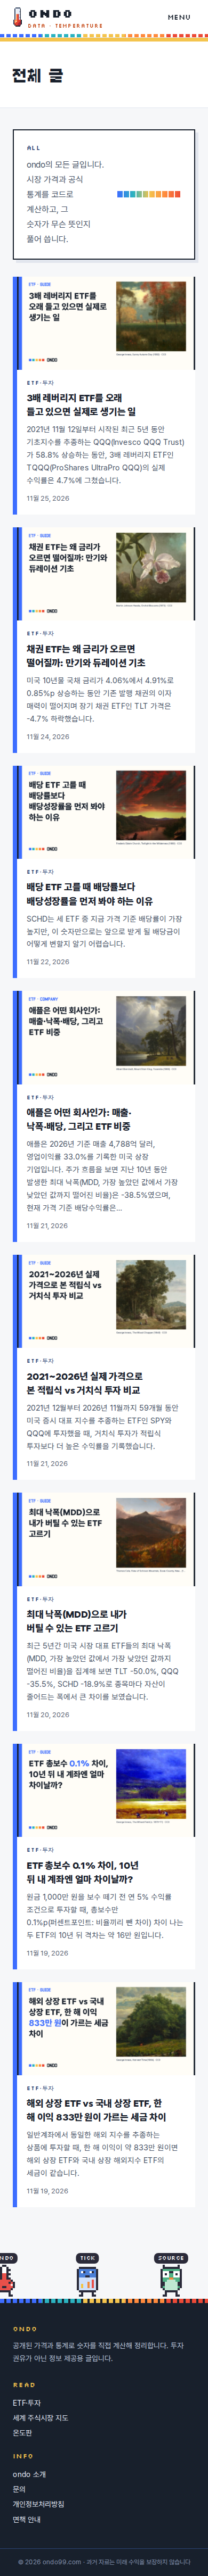 ONDO
DATA · TEMPERATURE
MENU
전체 글
ALL
ondo의 모든 글입니다.
시장 가격과 공식
통계를 코드로
계산하고, 그
숫자가 무슨 뜻인지
풀어 씁니다.
ETF · GUIDE
3배 레버리지 ETF를
오래 들고 있으면 실제로
생기는 일
ONDO
ETF·투자
3배 레버리지 ETF를 오래
들고 있으면 실제로 생기는 일
2021년 11월 12일부터 시작된 최근 5년 동안
기초지수를 추종하는 QQQ(Invesco QQQ Trust)
가 58.8% 상승하는 동안, 3배 레버리지 ETF인
TQQQ(ProShares UltraPro QQQ)의 실제
수익률은 4.7%에 그쳤습니다.
11월 25, 2026
ETF · GUIDE
채권 ETF는 왜 금리가
오르면 떨어질까: 만기와
듀레이션 기초
ONDO
ETF·투자
채권 ETF는 왜 금리가 오르면
떨어질까: 만기와 듀레이션 기초
미국 10년물 국채 금리가 4.06%에서 4.91%로
0.85%p 상승하는 동안 기존 발행 채권의 이자
매력이 떨어지며 장기 채권 ETF인 TLT 가격은
-4.7% 하락했습니다.
11월 24, 2026
ETF · GUIDE
배당 ETF 고를 때
배당률보다
배당성장률을 먼저 봐야
하는 이유
ONDO
ETF·투자
배당 ETF 고를 때 배당률보다
배당성장률을 먼저 봐야 하는 이유
SCHD는 세 ETF 중 지금 가격 기준 배당률이 가장
높지만, 이 숫자만으로는 앞으로 받게 될 배당금이
어떻게 변할지 알기 어렵습니다.
11월 22, 2026
ETF · COMPANY
애플은 어떤 회사인가:
매출·낙폭·배당, 그리고
ETF 비중
ONDO
ETF·투자
애플은 어떤 회사인가: 매출·
낙폭·배당, 그리고 ETF 비중
애플은 2026년 기준 매출 4,788억 달러,
영업이익률 33.0%를 기록한 미국 상장
기업입니다. 주가 흐름을 보면 지난 10년 동안
발생한 최대 낙폭(MDD, 가장 높았던 값에서 가장
낮았던 값까지 떨어진 비율)은 -38.5%였으며,
현재 가격 기준 배당수익률은...
11월 21, 2026
ETF · GUIDE
2021~2026년 실제
가격으로 본 적립식 vs
거치식 투자 비교
ONDO
ETF·투자
2021~2026년 실제 가격으로
본 적립식 vs 거치식 투자 비교
2021년 12월부터 2026년 11월까지 59개월 동안
미국 증시 대표 지수를 추종하는 ETF인 SPY와
QQQ에 투자했을 때, 거치식 투자가 적립식
투자보다 더 높은 수익률을 기록했습니다.
11월 21, 2026
ETF · GUIDE
최대 낙폭(MDD)으로
내가 버틸 수 있는 ETF
고르기
ONDO
ETF·투자
최대 낙폭(MDD)으로 내가
버틸 수 있는 ETF 고르기
최근 5년간 미국 시장 대표 ETF들의 최대 낙폭
(MDD, 가장 높았던 값에서 가장 낮았던 값까지
떨어진 비율)을 집계해 보면 TLT -50.0%, QQQ
-35.5%, SCHD -18.9%로 종목마다 자산이
줄어드는 폭에서 큰 차이를 보였습니다.
11월 20, 2026
ETF · GUIDE
ETF 총보수 0.1% 차이,
10년 뒤 내 계좌엔 얼마
차이날까?
ONDO
ETF·투자
ETF 총보수 0.1% 차이, 10년
뒤 내 계좌엔 얼마 차이날까?
원금 1,000만 원을 보수 떼기 전 연 5% 수익률
조건으로 투자할 때, 총보수만
0.1%p(퍼센트포인트: 비율끼리 뺀 차이) 차이 나는
두 ETF의 10년 뒤 격차는 약 16만 원입니다.
11월 19, 2026
ETF · GUIDE
해외 상장 ETF vs 국내
상장 ETF, 한 해 이익
833만 원이 가르는 세금
차이
ONDO
ETF·투자
해외 상장 ETF vs 국내 상장 ETF, 한
해 이익 833만 원이 가르는 세금 차이
일반계좌에서 동일한 해외 지수를 추종하는
상품에 투자할 때, 한 해 이익이 약 833만 원이면
해외 상장 ETF와 국내 상장 해외지수 ETF의
세금이 같습니다.
11월 19, 2026
NDO
TICK
SOURCE
ONDO
공개된 가격과 통계로 숫자를 직접 계산해 정리합니다. 투자
권유가 아닌 정보 제공용 글입니다.
READ
ETF·투자
세계 주식시장 지도
온도판
INFO
ondo 소개
문의
개인정보처리방침
면책 안내
© 2026 ondo99.com · 과거 자료는 미래 수익을 보장하지 않습니다